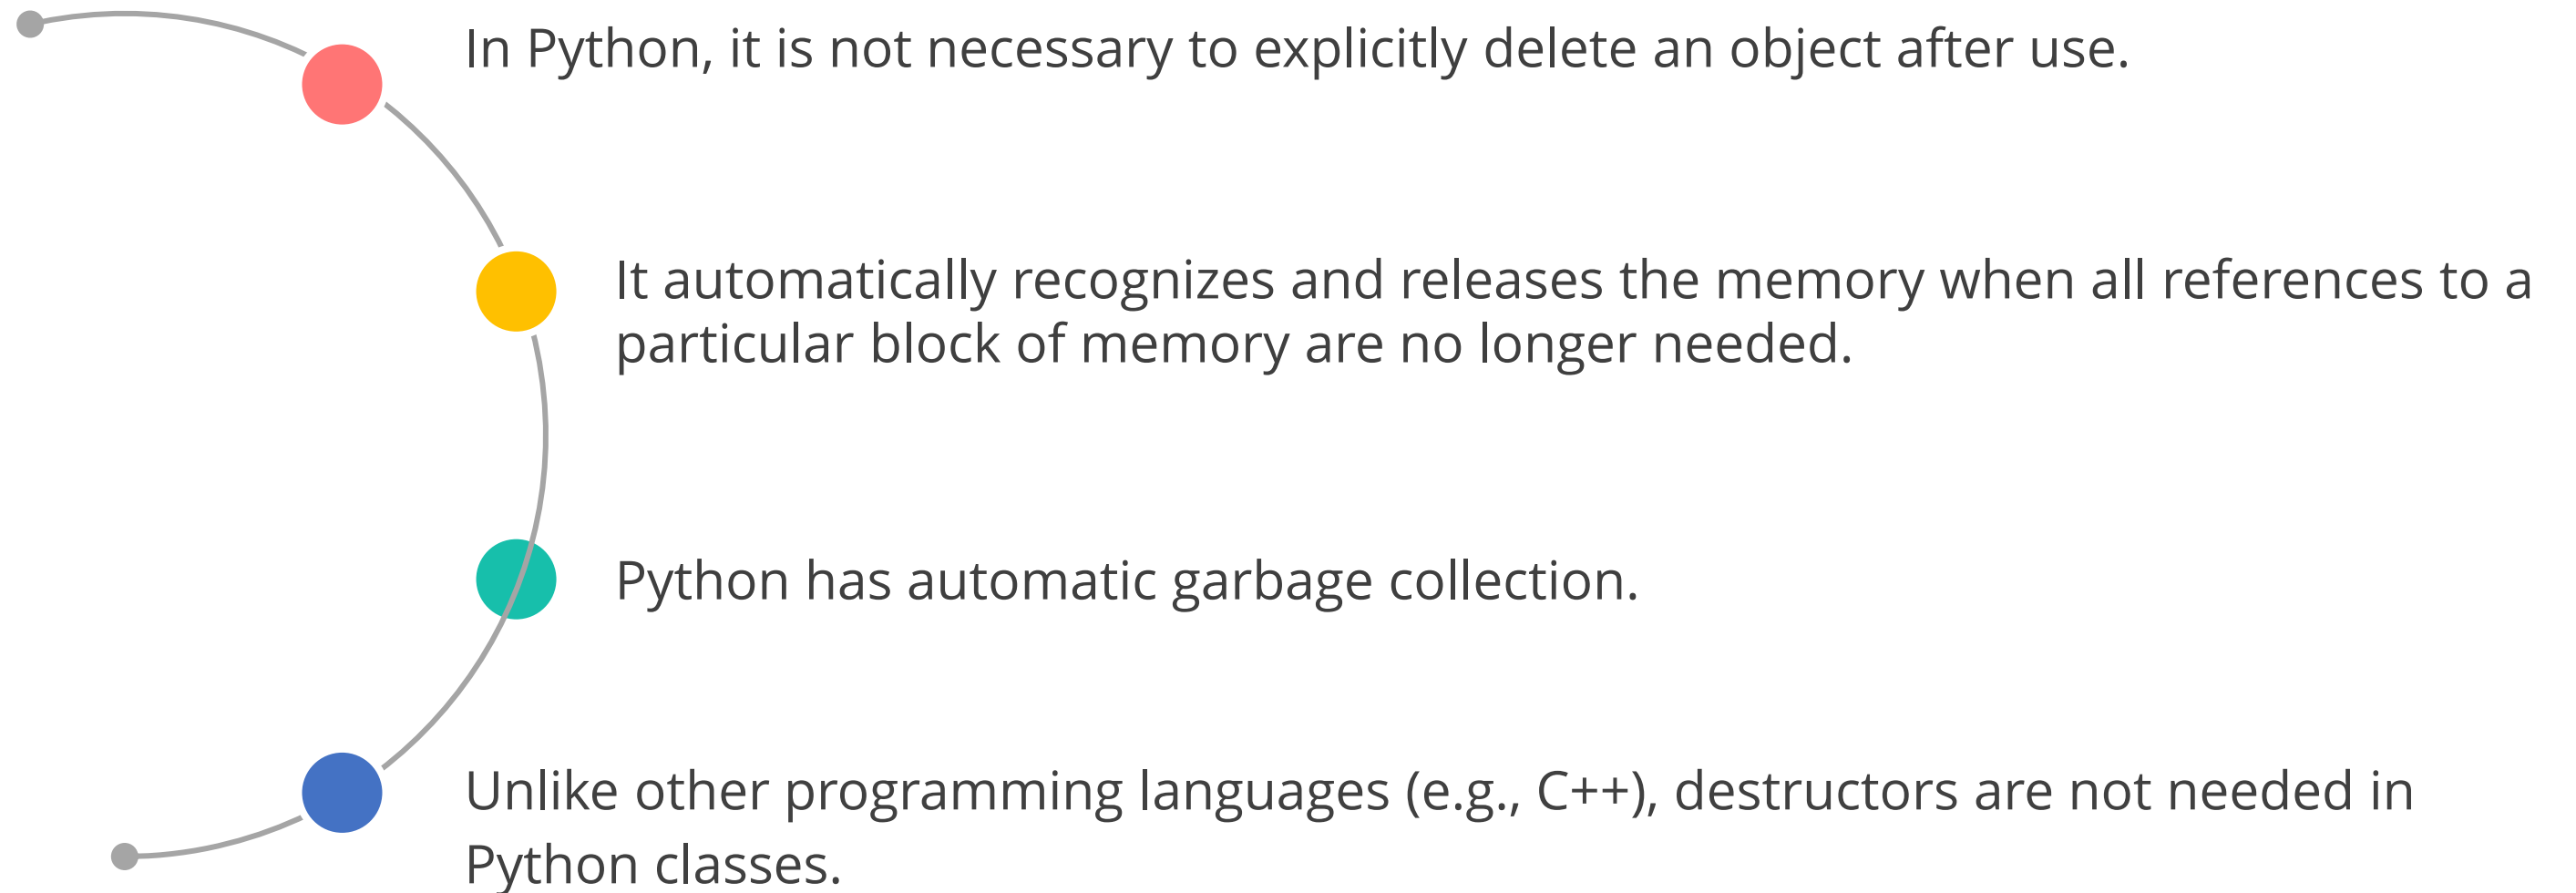 In Python, it is not necessary to explicitly delete an object after use.
It automatically recognizes and releases the memory when all references to a
particular block of memory are no longer needed.
Python has automatic garbage collection.
Unlike other programming languages (e.g., C++), destructors are not needed in
Python classes.